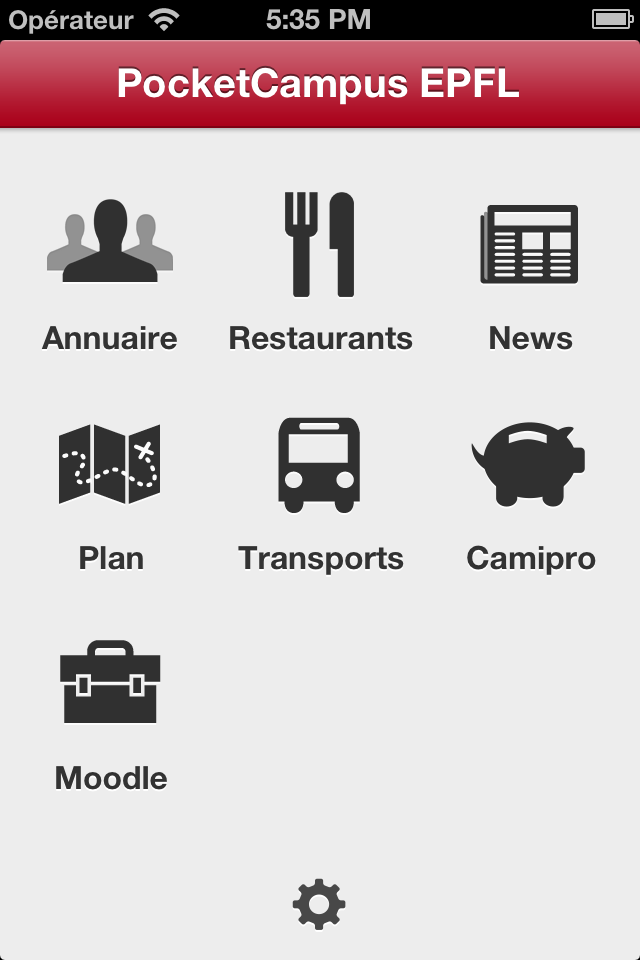 Opérateur 5:35 PM
PocketCampus EPFL
Annuaire Restaurants News
Plan Transports Camipro
Moodle